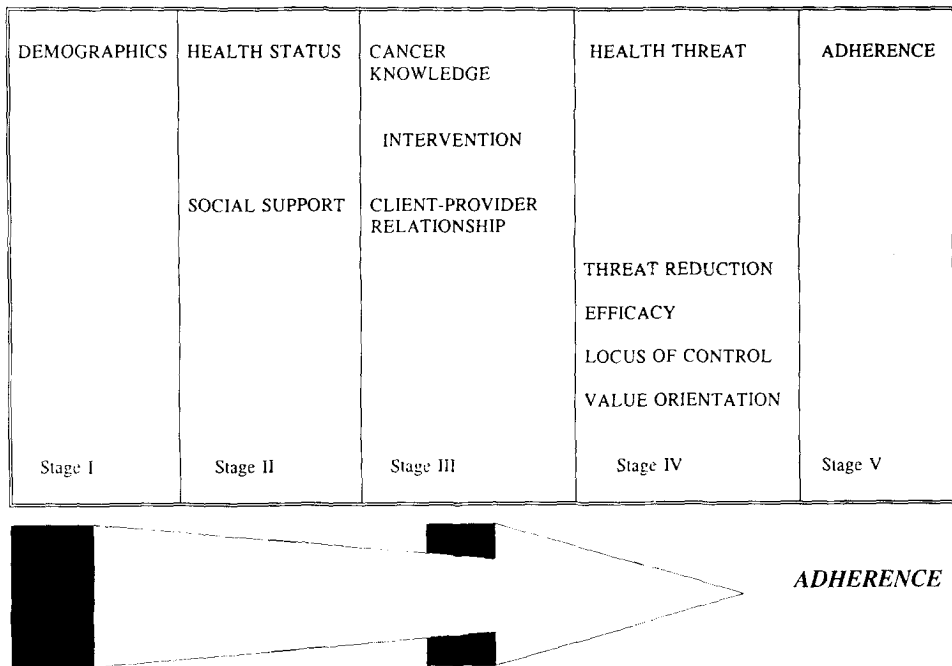 DEMOGRAPHICS
HEALTH STATUS
CANCER
KNOWLEDGE
HEALTH THREAT
ADHERENCE
INTERVENTION
SOCIAL SUPPORT
CLIENT-PROVIDER
RELATIONSHIP
THREAT REDUCTION
EFFICACY
LOCUS OF CONTROL
VALUE ORIENTATION
Stage I
Stage II
Stage III
Stage IV
Stage V
ADHERENCE